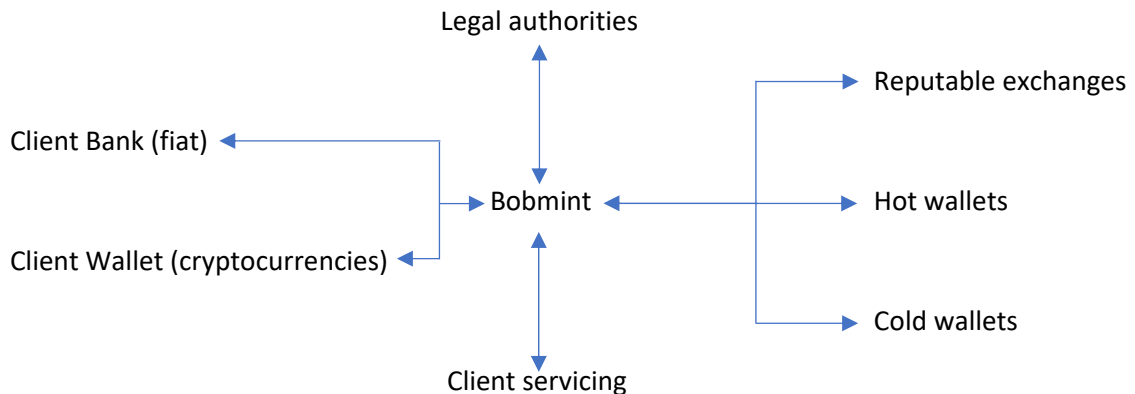 Legal authorities
Reputable exchanges
Client Bank (fiat)
Bobmint
Hot wallets
Client Wallet (cryptocurrencies)
Cold wallets
Client servicing